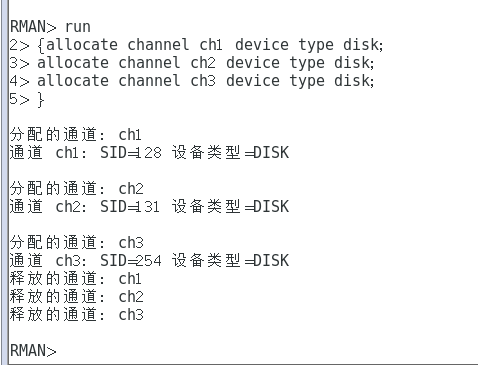 RMAN> run
2> {allocate channel ch1 device type disk;
3> allocate channel ch2 device type disk;
4> allocate channel ch3 device type disk;
5> }
分配的通道: ch1
通道 ch1: SID=128 设备类型=DISK
分配的通道: ch2
通道 ch2: SID=131 设备类型=DISK
分配的通道: ch3
通道 ch3: SID=254 设备类型=DISK
释放的通道: ch1
释放的通道: ch2
释放的通道: ch3
RMAN>